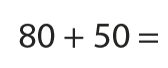 80 + 50 =